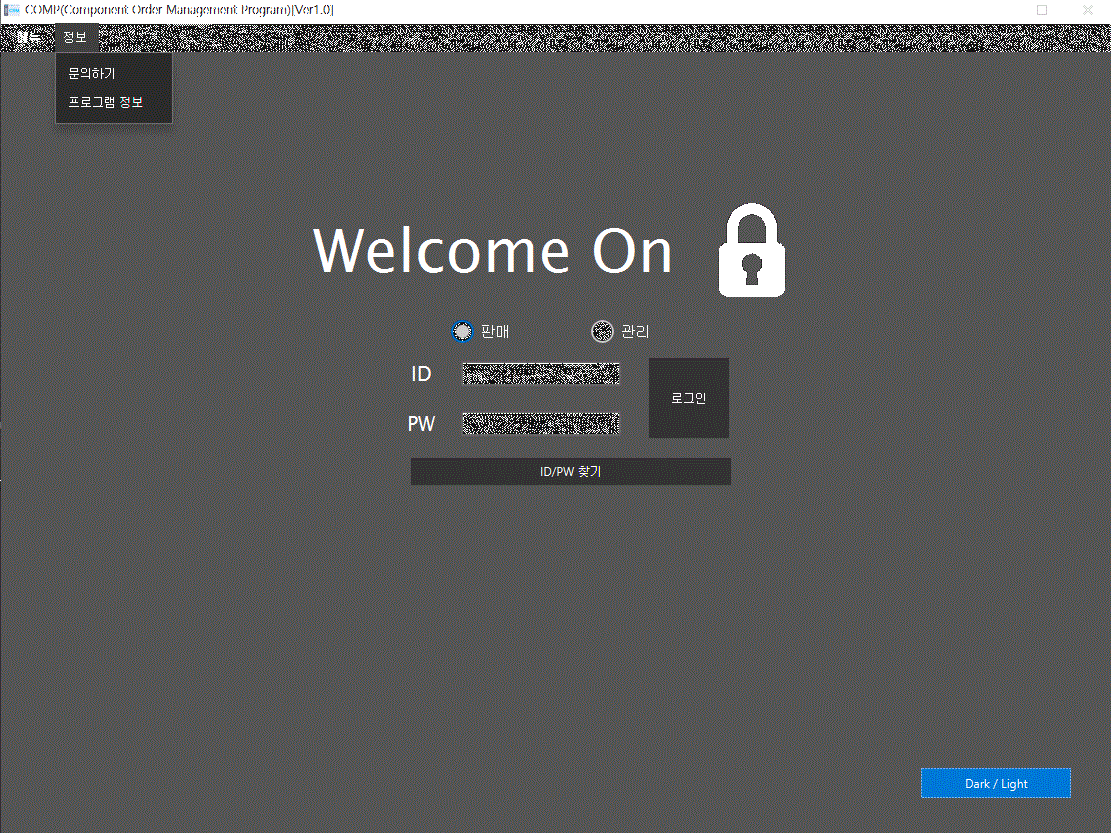 COMP(Component Order Management Program)[Ver1.0]
메뉴 정보
문의하기
프로그램 정보
Welcome On
판매 관리
ID
로그인
PW
ID/PW 찾기
Dark / Light